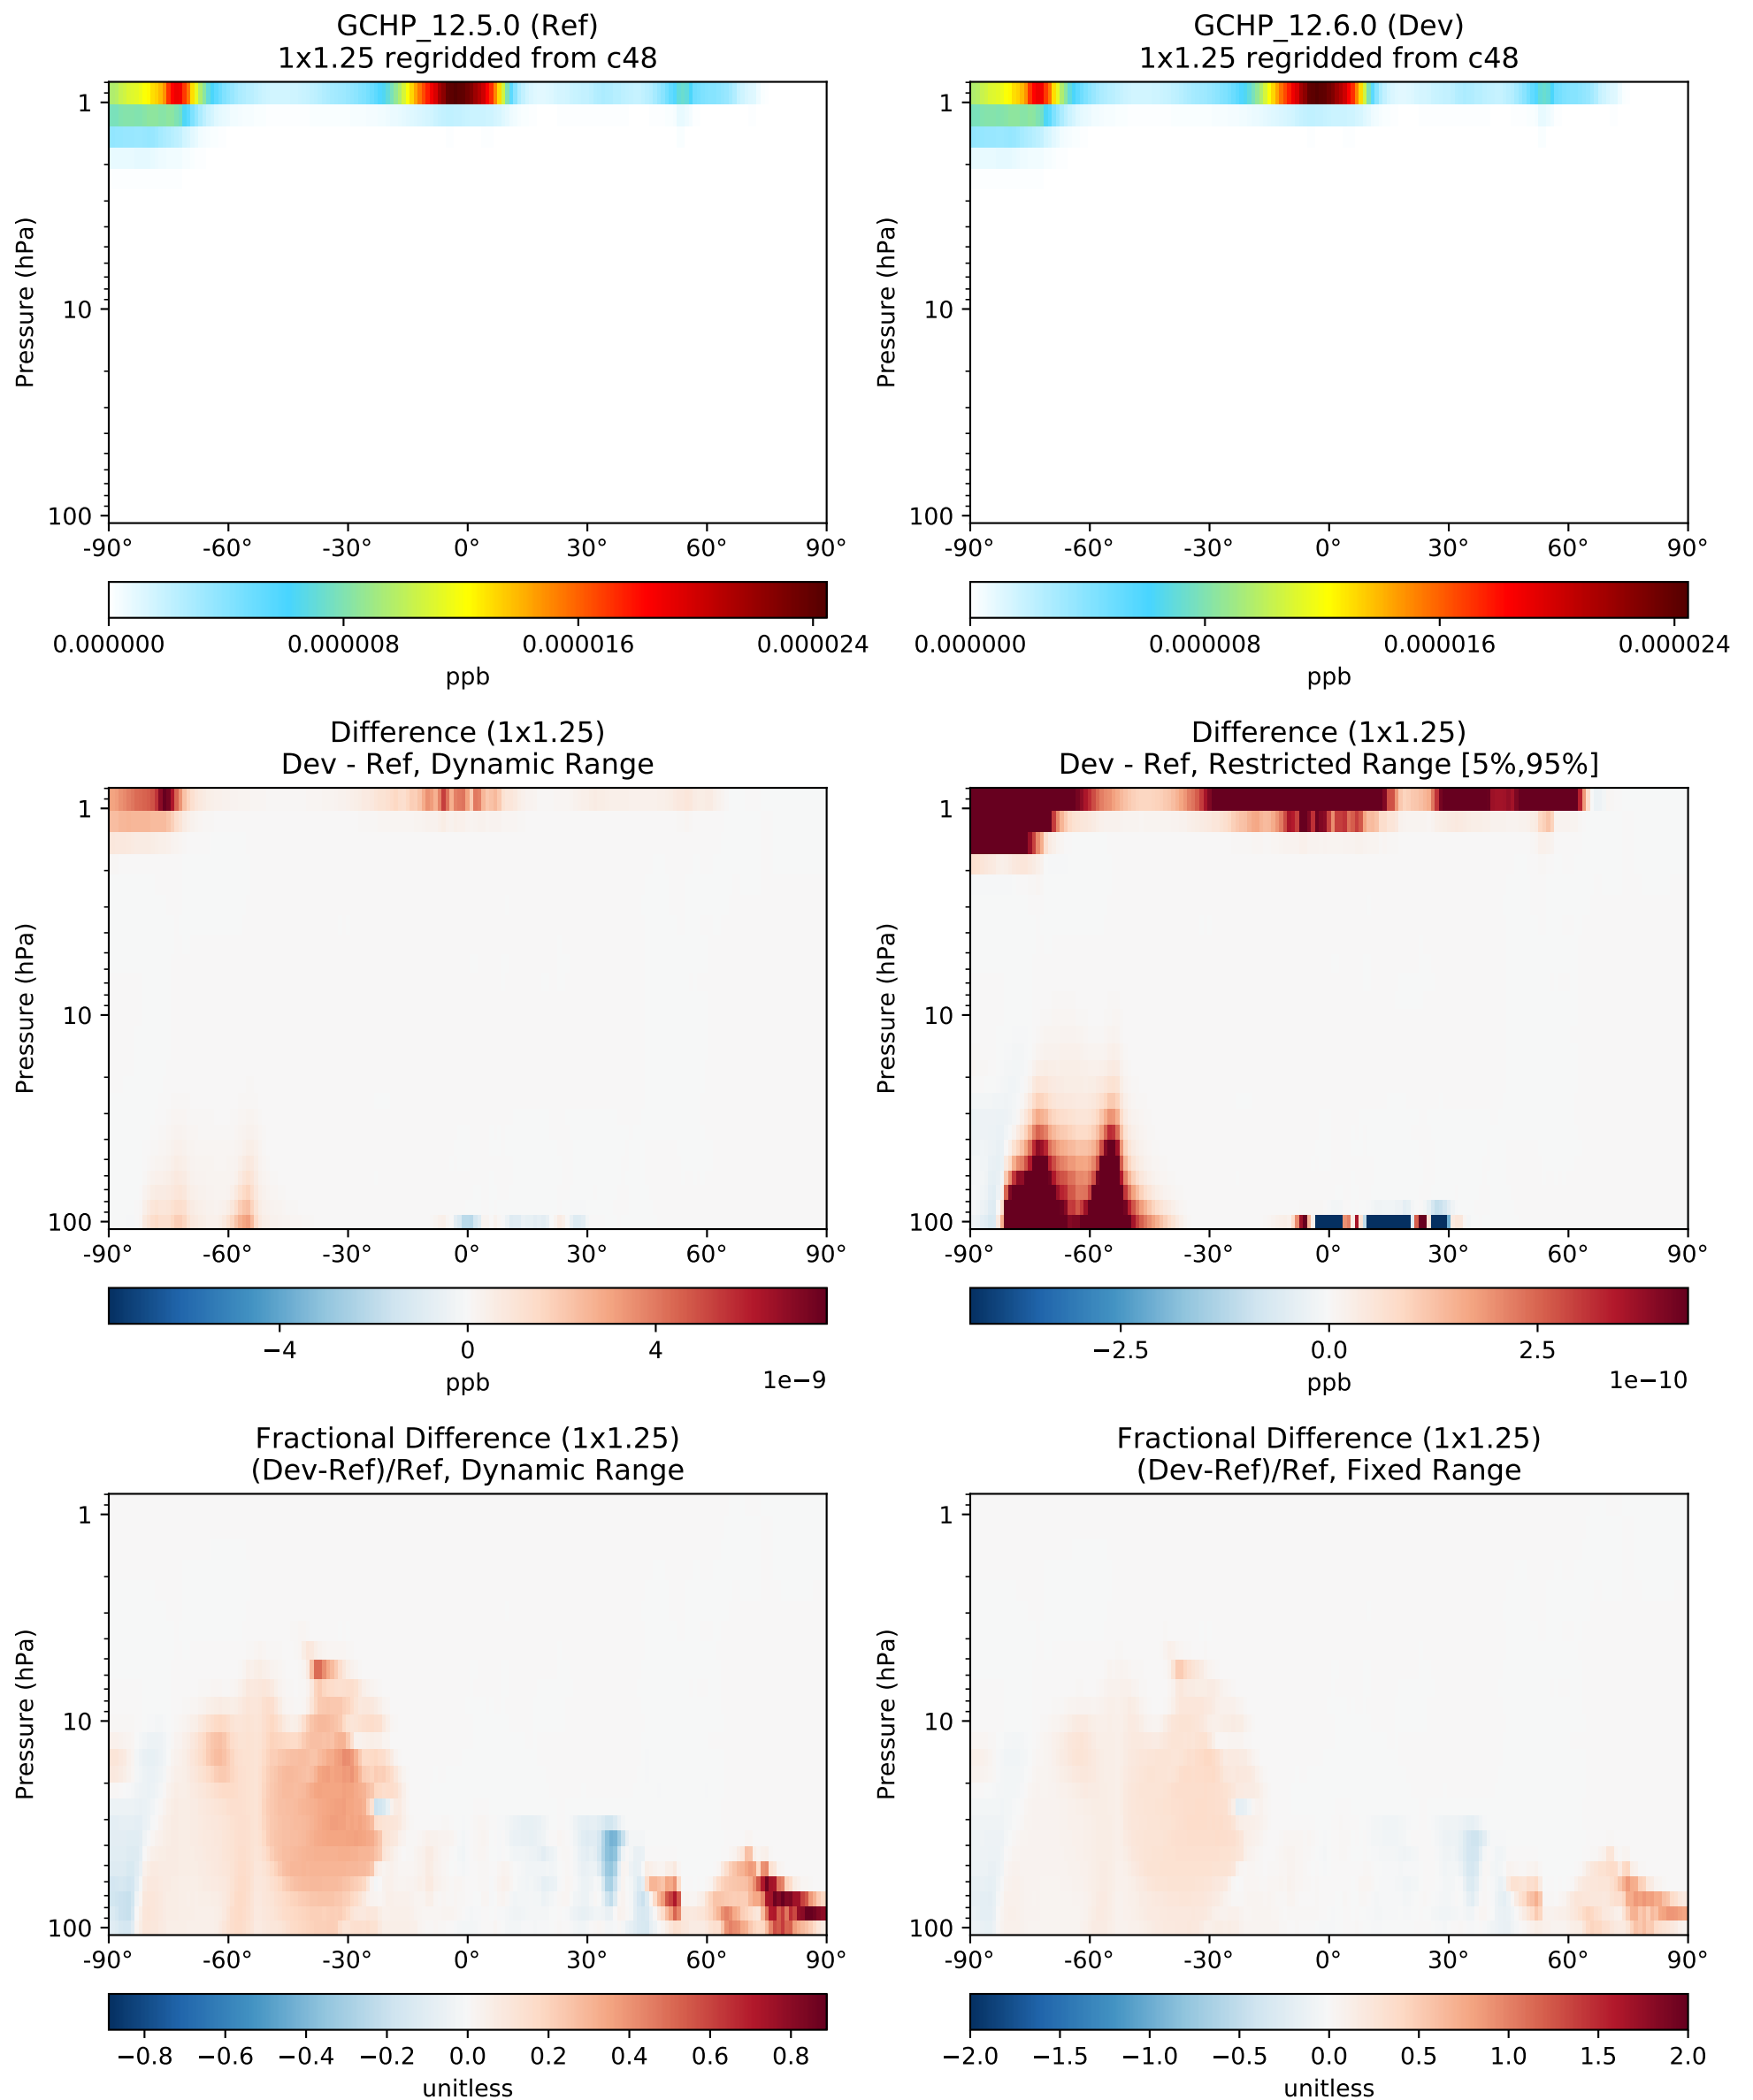 GCHP_12.5.0 (Ref)
1x1.25 regridded from c48
Pressure (hPa)
1
10
100
-90° -60° -30° 0° 30° 60° 90°
0.000000 0.000008 0.000016 0.000024
ppb
GCHP_12.6.0 (Dev)
1x1.25 regridded from c48
Pressure (hPa)
1
10
100
-90° -60° -30° 0° 30° 60° 90°
0.000000 0.000008 0.000016 0.000024
ppb
Difference (1x1.25)
Dev - Ref, Dynamic Range
Pressure (hPa)
1
10
100
-90° -60° -30° 0° 30° 60° 90°
−4 0 4
ppb
1e−9
Difference (1x1.25)
Dev - Ref, Restricted Range [5%,95%]
Pressure (hPa)
1
10
100
-90° -60° -30° 0° 30° 60° 90°
−2.5 0.0 2.5
ppb
1e−10
Fractional Difference (1x1.25)
(Dev-Ref)/Ref, Dynamic Range
Pressure (hPa)
1
10
100
-90° -60° -30° 0° 30° 60° 90°
−0.8 −0.6 −0.4 −0.2 0.0 0.2 0.4 0.6 0.8
unitless
Fractional Difference (1x1.25)
(Dev-Ref)/Ref, Fixed Range
Pressure (hPa)
1
10
100
-90° -60° -30° 0° 30° 60° 90°
−2.0 −1.5 −1.0 −0.5 0.0 0.5 1.0 1.5 2.0
unitless